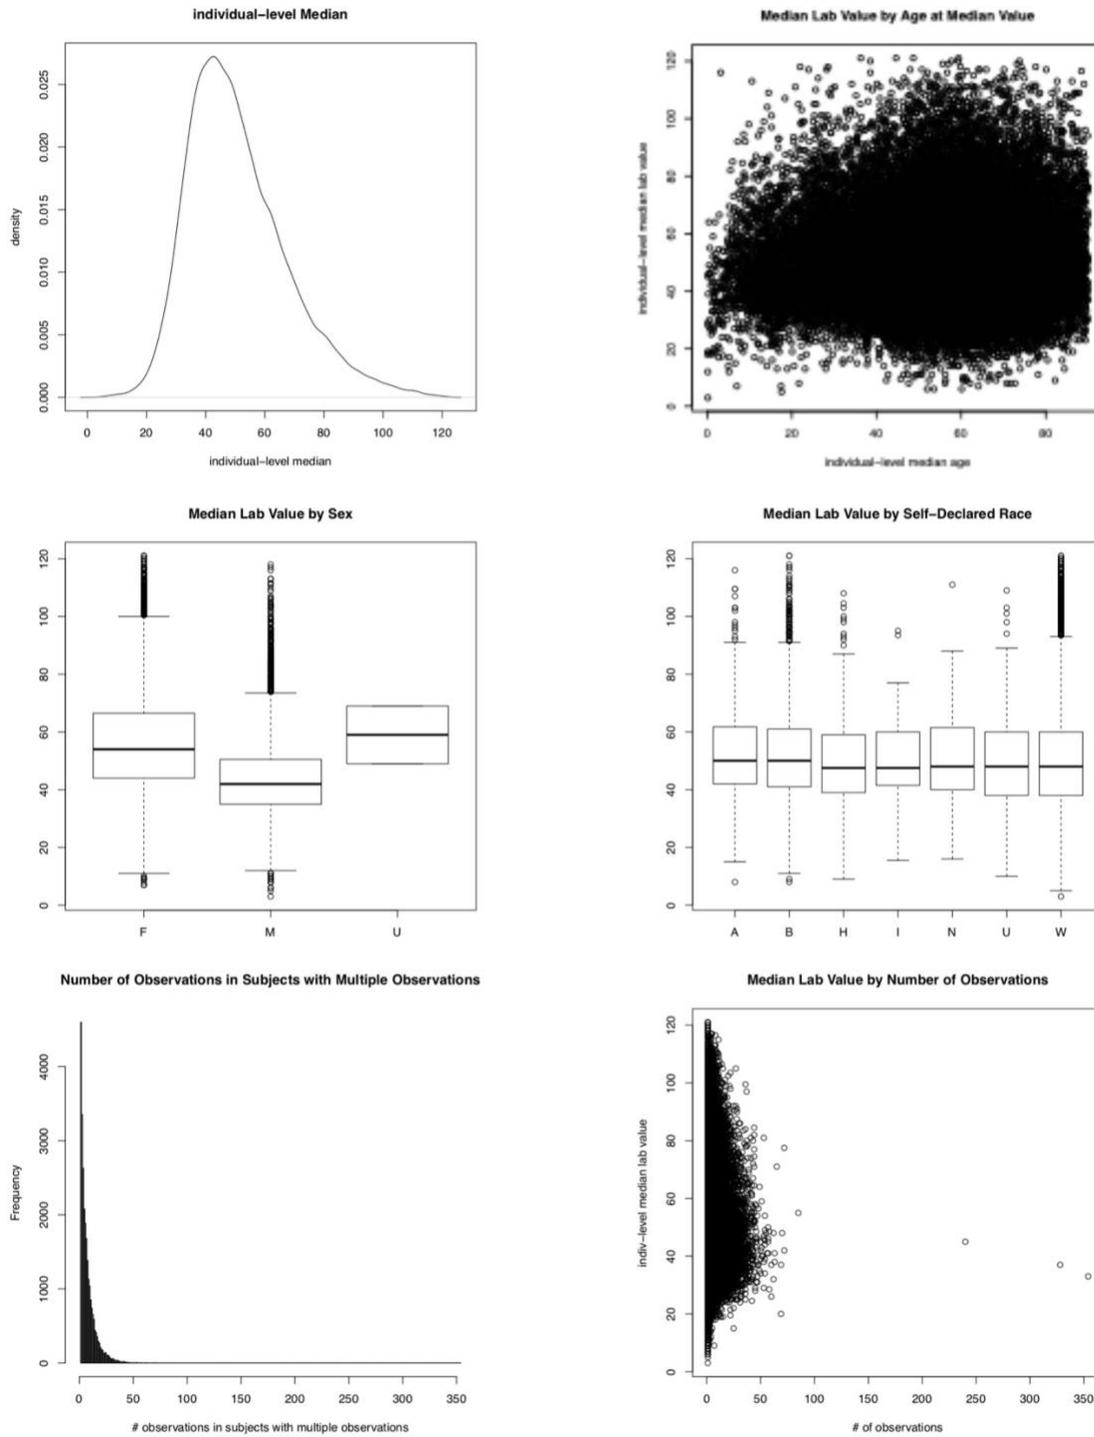 individual−level Median
density
0.000 0.005 0.010 0.015 0.020 0.025
0 20 40 60 80 100 120
individual−level median
Median Lab Value by Age at Median Value
individual−level median lab value
0 20 40 60 80 100 120
0 20 40 60 80
individual−level median age
Median Lab Value by Sex
0 20 40 60 80 100 120
F M U
Median Lab Value by Self−Declared Race
0 20 40 60 80 100 120
A B H I N U W
Number of Observations in Subjects with Multiple Observations
Frequency
0 1000 2000 3000 4000
0 50 100 150 200 250 300 350
# observations in subjects with multiple observations
Median Lab Value by Number of Observations
indiv−level median lab value
0 20 40 60 80 100 120
0 50 100 150 200 250 300 350
# of observations